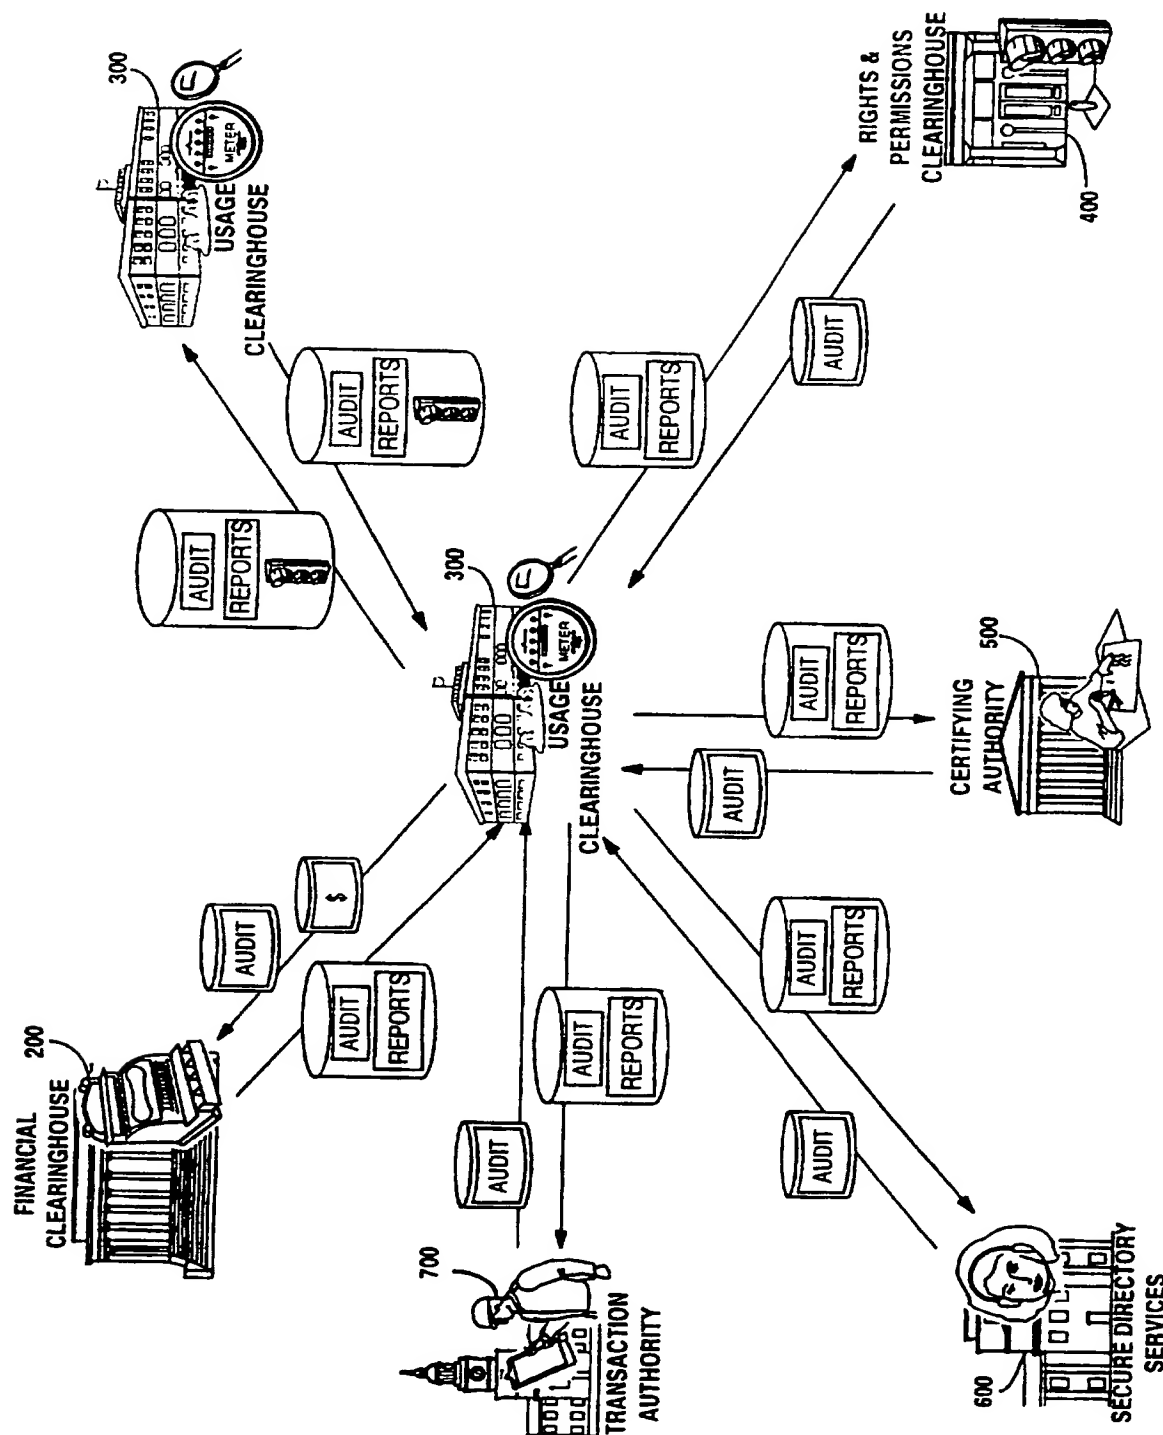 FINANCIAL
CLEARINGHOUSE
200
300
METER
USAGE
CLEARINGHOUSE
AUDIT
REPORTS
AUDIT
$
AUDIT
REPORTS
AUDIT
REPORTS
700
TRANSACTION
AUTHORITY
AUDIT
300
METER
USAGE
CLEARINGHOUSE
AUDIT
REPORTS
AUDIT
REPORTS
AUDIT
AUDIT
REPORTS
AUDIT
REPORTS
AUDIT
AUDIT
RIGHTS &
PERMISSIONS
CLEARINGHOUSE
400
CERTIFYING
AUTHORITY
500
600
SECURE DIRECTORY
SERVICES